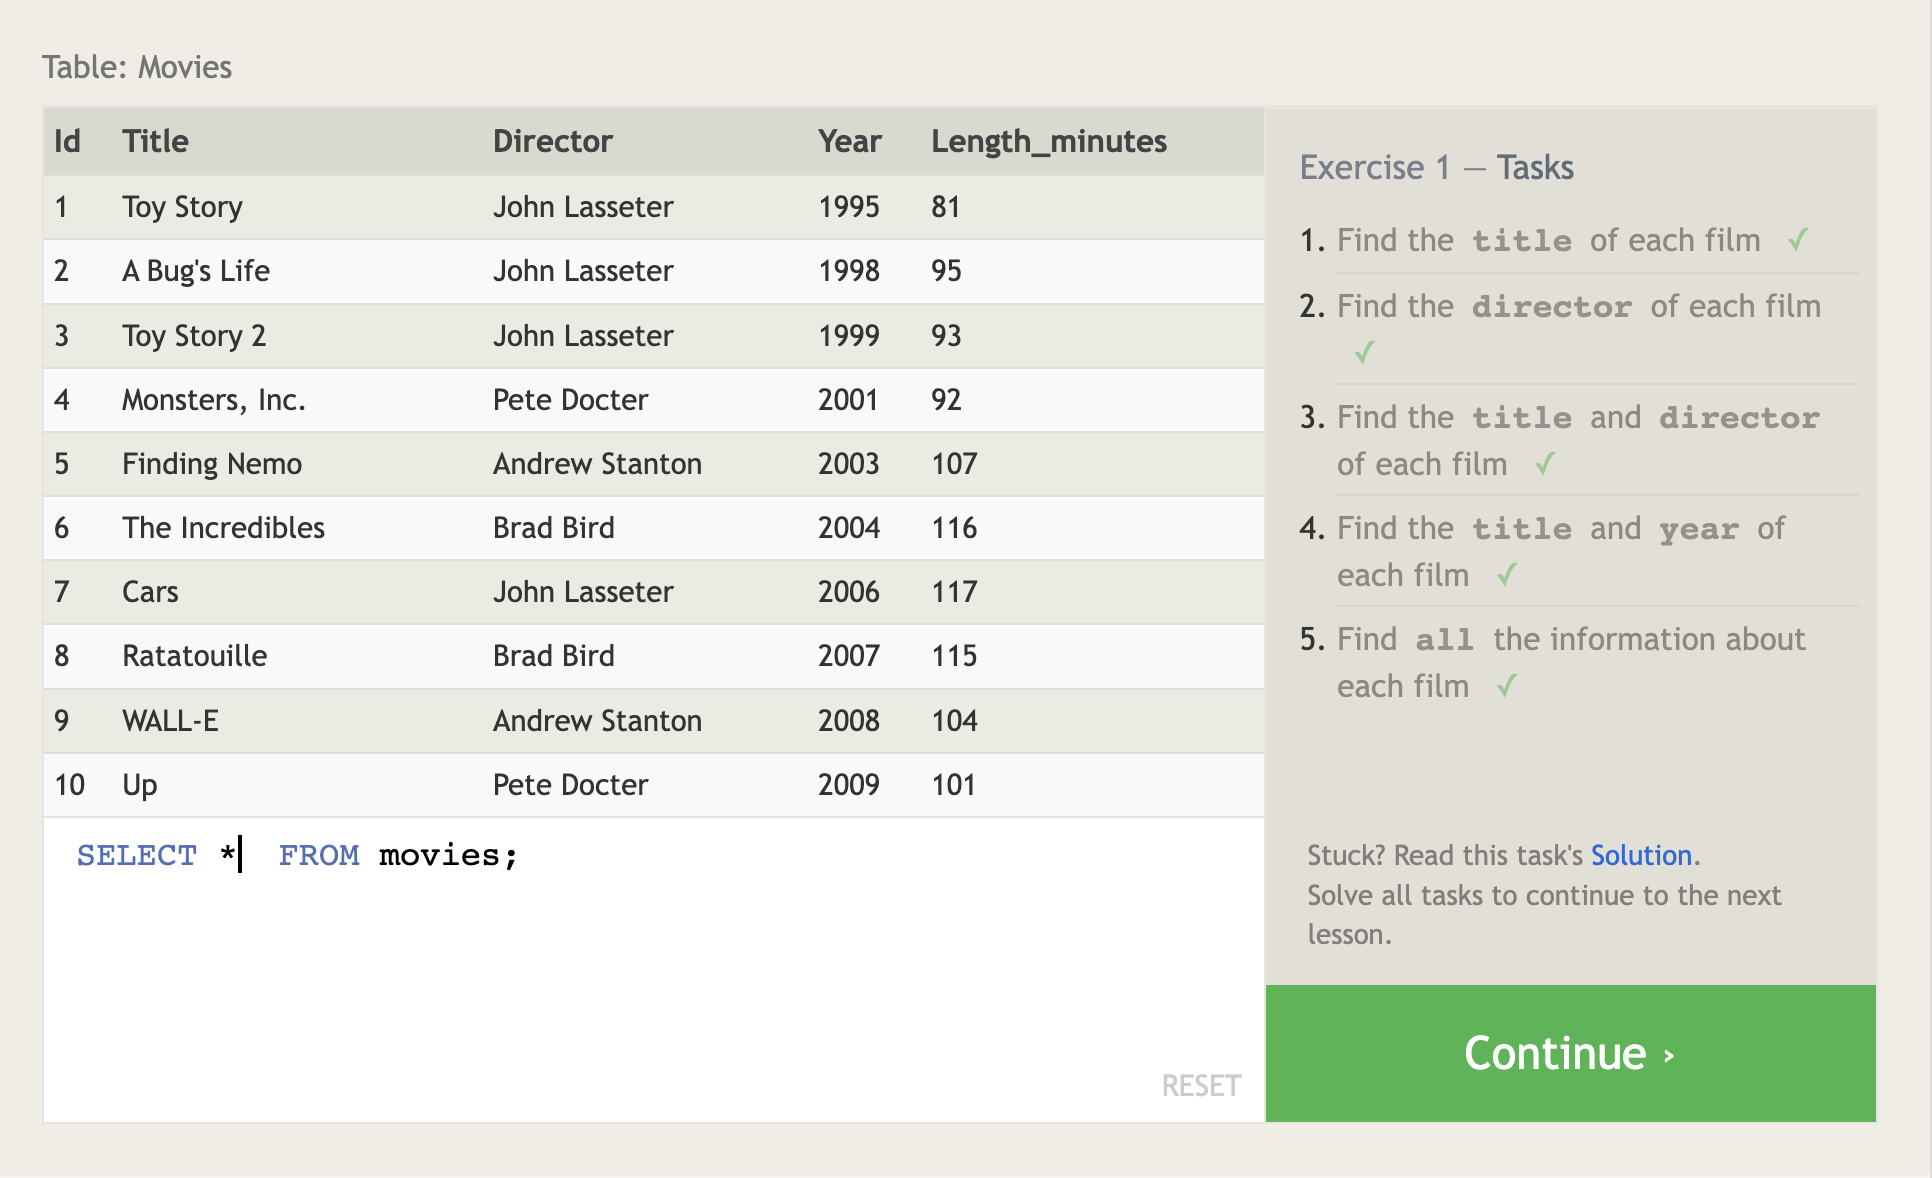 Table: Movies
Id Title Director Year Length_minutes
1 Toy Story John Lasseter 1995 81
2 A Bug's Life John Lasseter 1998 95
3 Toy Story 2 John Lasseter 1999 93
4 Monsters, Inc. Pete Docter 2001 92
5 Finding Nemo Andrew Stanton 2003 107
6 The Incredibles Brad Bird 2004 116
7 Cars John Lasseter 2006 117
8 Ratatouille Brad Bird 2007 115
9 WALL-E Andrew Stanton 2008 104
10 Up Pete Docter 2009 101
SELECT * FROM movies;
RESET
Exercise 1 — Tasks
1. Find the title of each film ✓
2. Find the director of each film
✓
3. Find the title and director
of each film ✓
4. Find the title and year of
each film ✓
5. Find all the information about
each film ✓
Stuck? Read this task's Solution.
Solve all tasks to continue to the next
lesson.
Continue ›